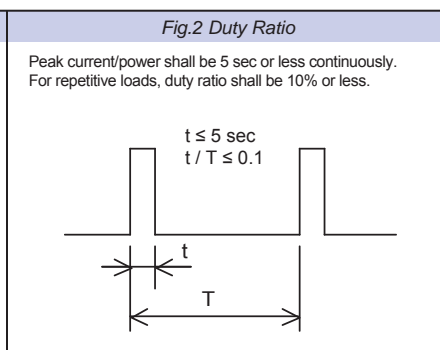 Fig.2 Duty Ratio
Peak current/power shall be 5 sec or less continuously.
For repetitive loads, duty ratio shall be 10% or less.
t ≤ 5 sec
t / T ≤ 0.1
t
T